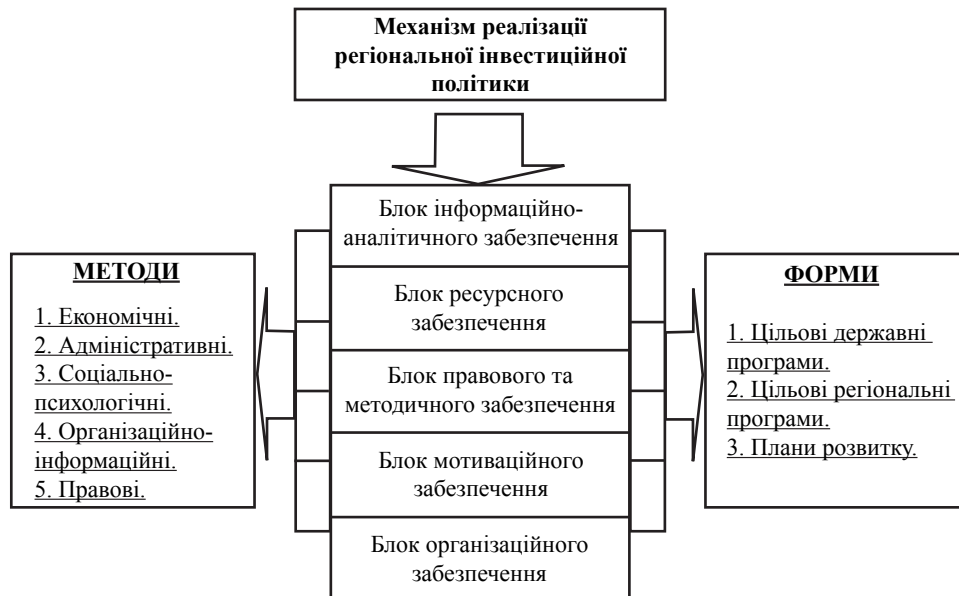 Механізм реалізації
регіональної інвестиційної
політики
Блок інформаційно-
аналітичного забезпечення
Блок ресурсного
забезпечення
Блок правового та
методичного забезпечення
Блок мотиваційного
забезпечення
Блок організаційного
забезпечення
МЕТОДИ
1. Економічні.
2. Адміністративні.
3. Соціально-
психологічні.
4. Організаційно-
інформаційні.
5. Правові.
ФОРМИ
1. Цільові державні
програми.
2. Цільові регіональні
програми.
3. Плани розвитку.